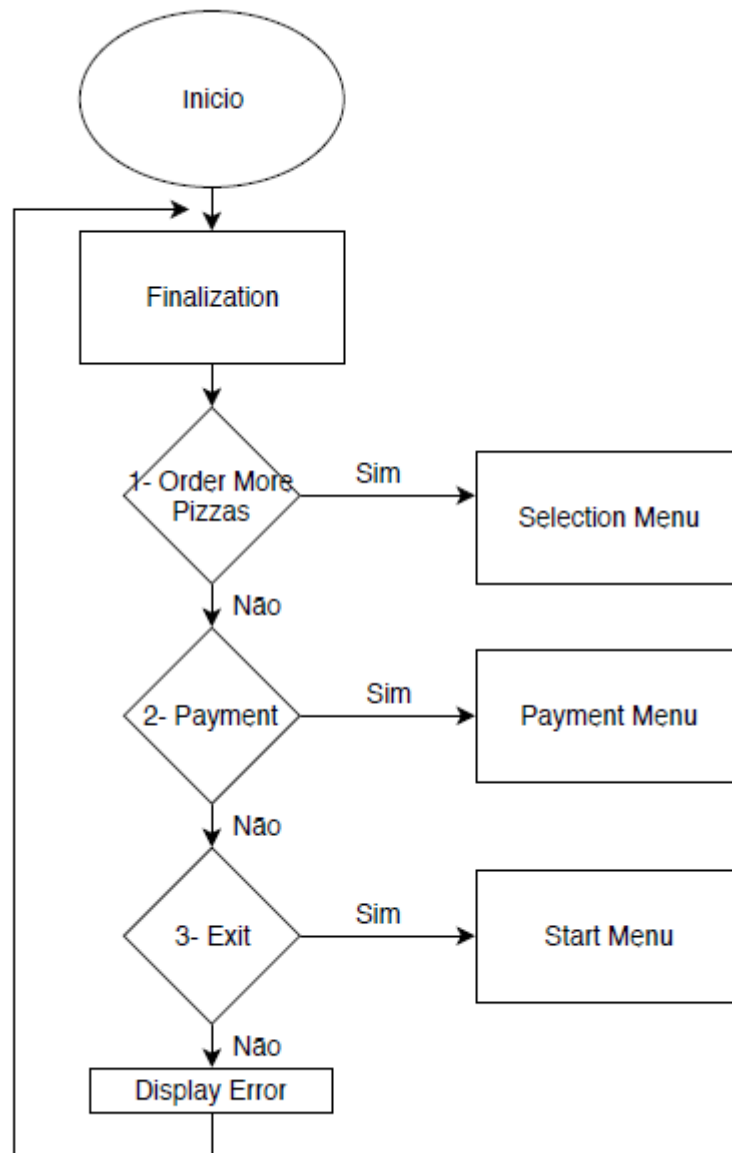 Inicio
Finalization
1- Order More
Pizzas
Sim
Selection Menu
Não
2- Payment
Sim
Payment Menu
Não
3- Exit
Sim
Start Menu
Não
Display Error